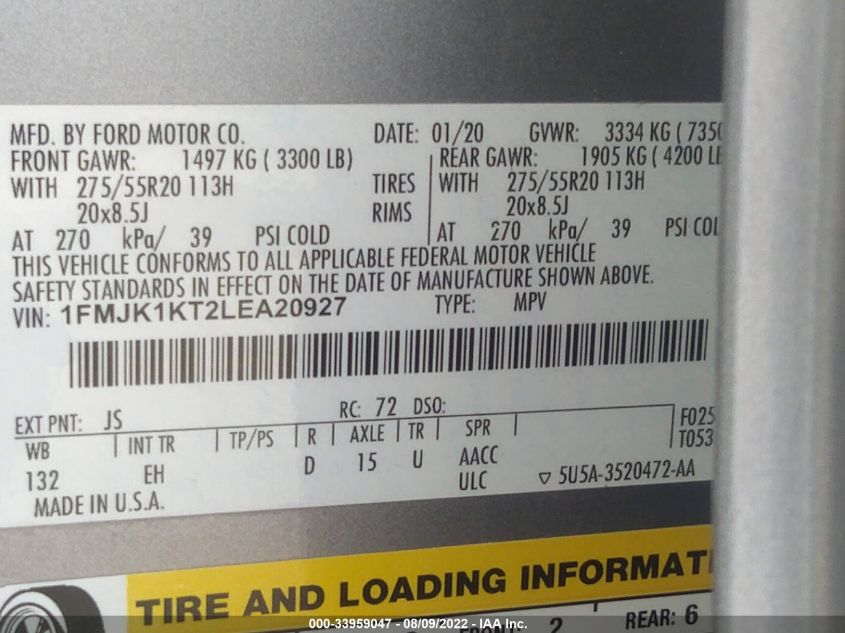 MFD. BY FORD MOTOR CO. DATE: 01/20 GVWR: 3334 KG ( 7350
FRONT GAWR: 1497 KG ( 3300 LB) REAR GAWR: 1905 KG ( 4200 LB
WITH 275/55R20 113H TIRES WITH 275/55R20 113H
20x8.5J RIMS 20x8.5J
AT 270 kPa/ 39 PSI COLD AT 270 kPa/ 39 PSI COL
THIS VEHICLE CONFORMS TO ALL APPLICABLE FEDERAL MOTOR VEHICLE
SAFETY STANDARDS IN EFFECT ON THE DATE OF MANUFACTURE SHOWN ABOVE.
VIN: 1FMJK1KT2LEA20927 TYPE: MPV
EXT PNT: JS RC: 72 DSO: F025
WB INT TR TP/PS R AXLE TR SPR T053
132 EH D 15 U AACC
ULC 5U5A-3520472-AA
MADE IN U.S.A.
TIRE AND LOADING INFORMATI
2 REAR: 6
000-33959047 - 08/09/2022 - © IAA Inc.